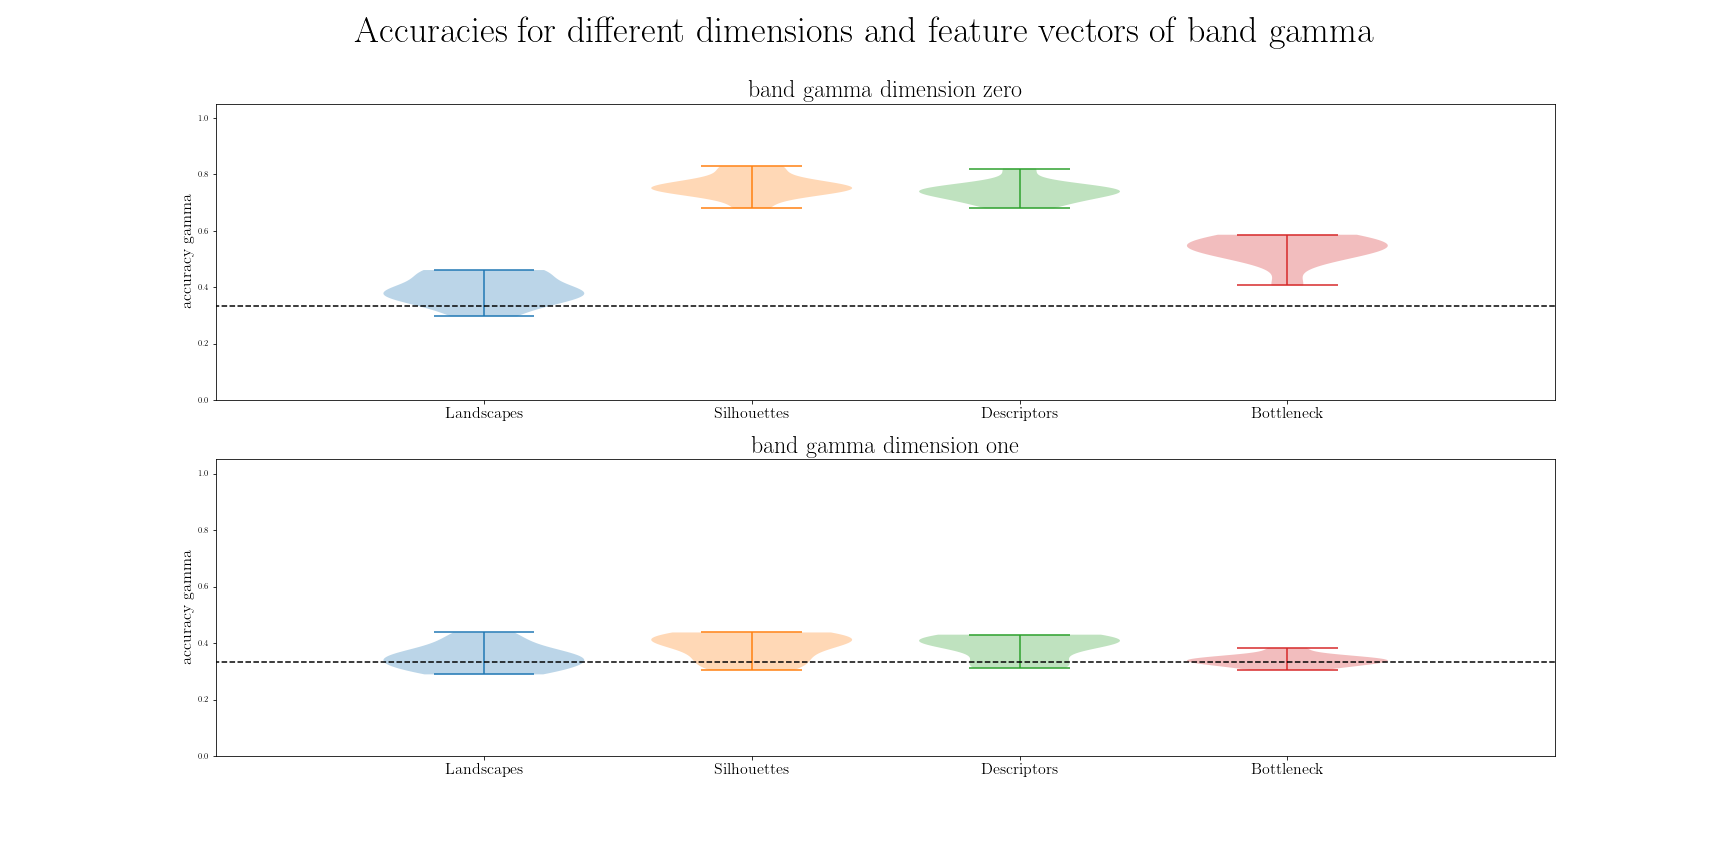 Accuracies for different dimensions and feature vectors of band gamma
band gamma dimension zero
accuracy gamma
1.0
0.8
0.6
0.4
0.2
0.0
Landscapes Silhouettes Descriptors Bottleneck
band gamma dimension one
accuracy gamma
1.0
0.8
0.6
0.4
0.2
0.0
Landscapes Silhouettes Descriptors Bottleneck